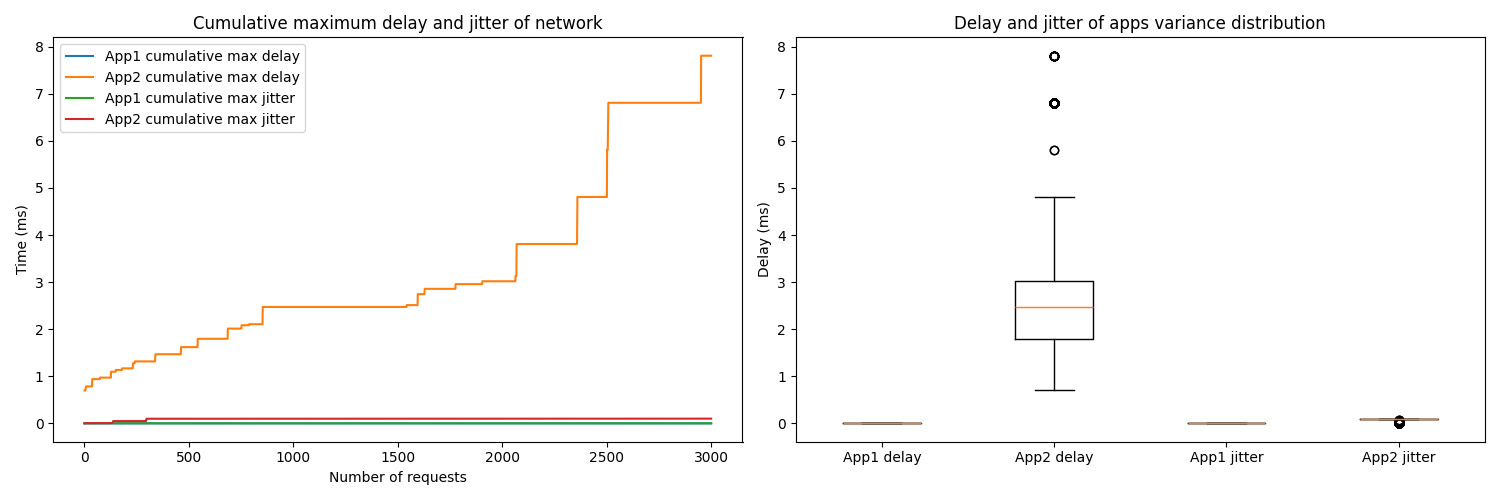 Cumulative maximum delay and jitter of network
App1 cumulative max delay
App2 cumulative max delay
App1 cumulative max jitter
App2 cumulative max jitter
8
7
6
5
4
3
2
1
0
Time (ms)
0 500 1000 1500 2000 2500 3000
Number of requests
Delay and jitter of apps variance distribution
8
7
6
5
4
3
2
1
0
Delay (ms)
App1 delay App2 delay App1 jitter App2 jitter